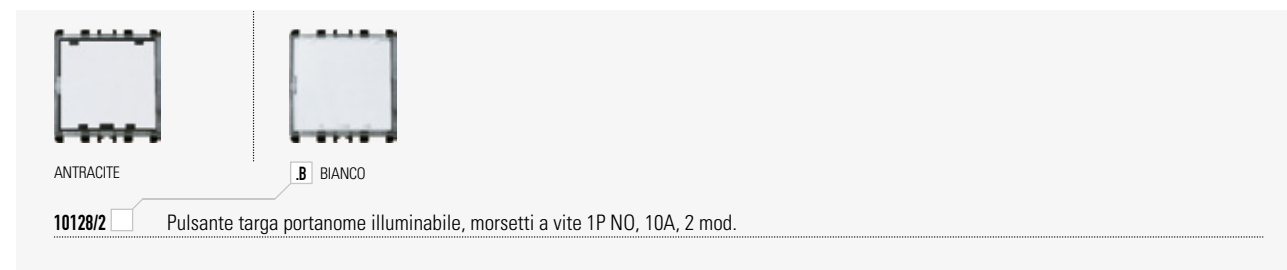 ANTRACITE
.B BIANCO
10128/2 Pulsante targa portanome illuminabile, morsetti a vite 1P NO, 10A, 2 mod.